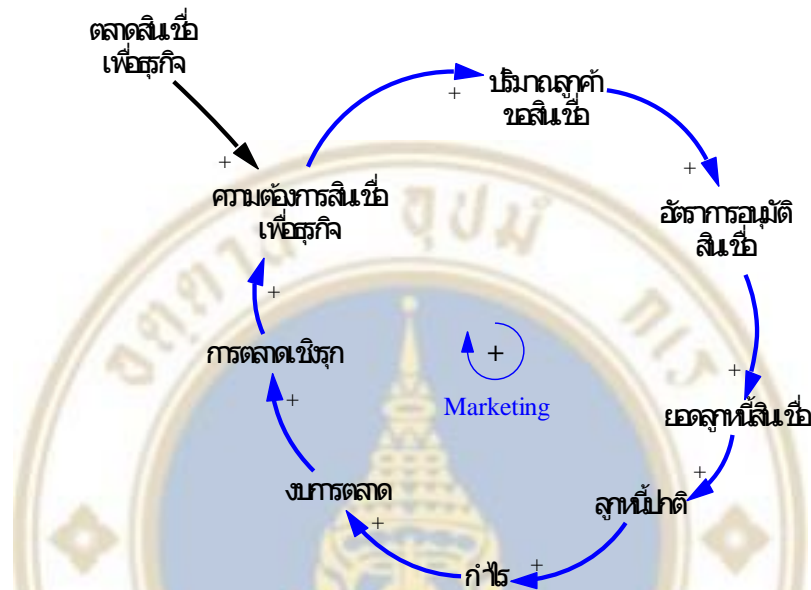 ตลาดสินเชื่อ
เพื่อธุรกิจ
+
ปริมาณลูกค้า
ขอสินเชื่อ
+
+
ความต้องการสินเชื่อ
เพื่อธุรกิจ
อัตราการอนุมัติ
สินเชื่อ
+
การตลาดเชิงรุก
+
Marketing
+
+
ยอดลูกหนี้สินเชื่อ
+
งบการตลาด
ลูกหนี้ปกติ
+
+
กำไร
+